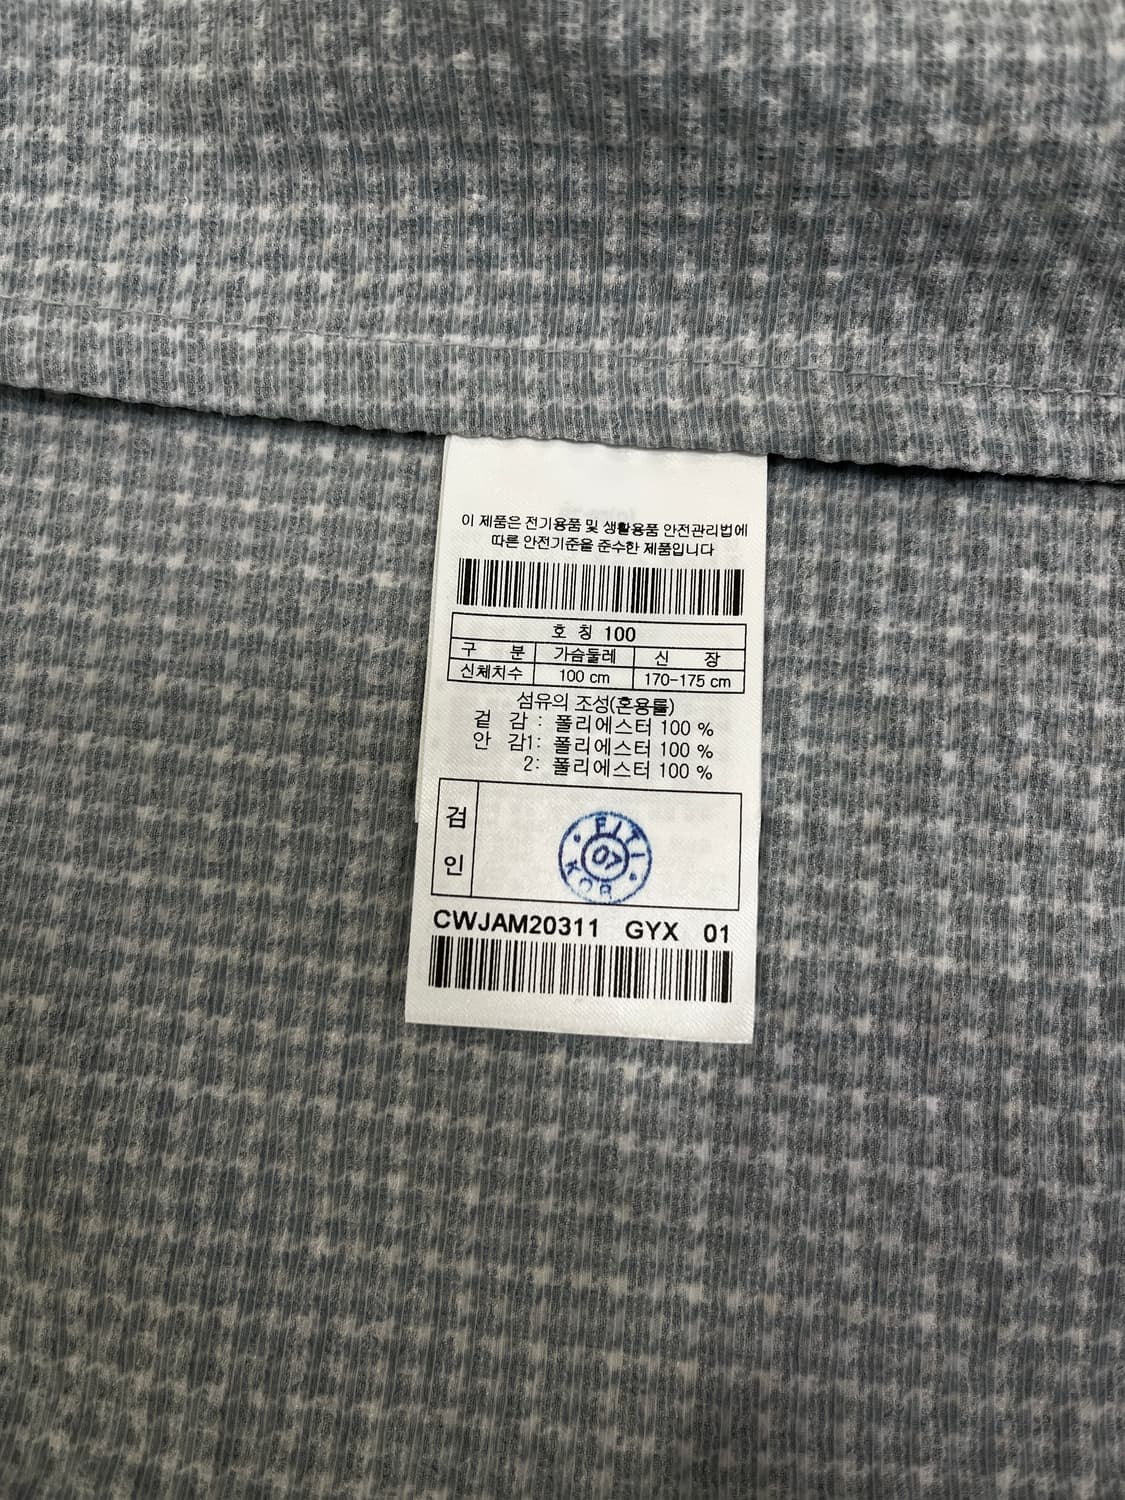 이 제품은 전기용품 및 생활용품 안전관리법에
따른 안전기준을 준수한 제품입니다
호 칭 100
구 분 가슴둘레 신 장
신체치수 100 cm 170-175 cm
섬유의 조성(혼용률)
겉 감 : 폴리에스터 100 %
안 감1: 폴리에스터 100 %
2: 폴리에스터 100 %
검 인
FITI
07
KOR
CWJAM20311 GYX 01